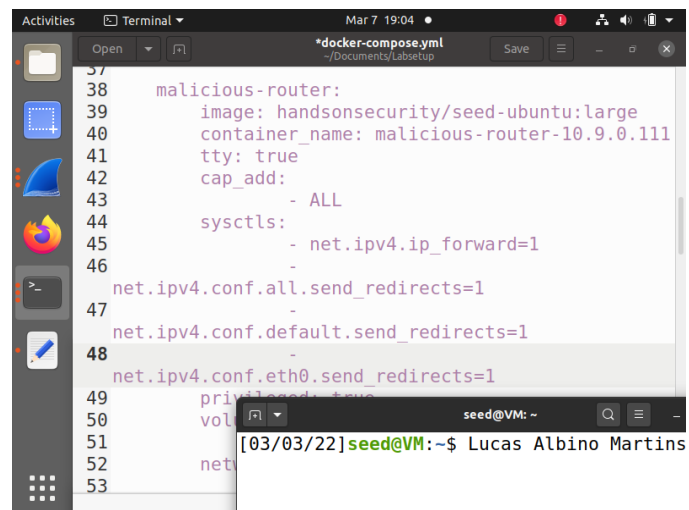 Activities Terminal Mar 7 19:04
Open *docker-compose.yml Save
~/Documents/Labsetup
37
38 malicious-router:
39 image: handsonsecurity/seed-ubuntu:large
40 container_name: malicious-router-10.9.0.111
41 tty: true
42 cap_add:
43 - ALL
44 sysctls:
45 - net.ipv4.ip_forward=1
46 -
net.ipv4.conf.all.send_redirects=1
47 -
net.ipv4.conf.default.send_redirects=1
48 -
net.ipv4.conf.eth0.send_redirects=1
49 privileged: true
50 volu
51
52 netw
53
seed@VM: ~
[03/03/22]seed@VM:~$ Lucas Albino Martins